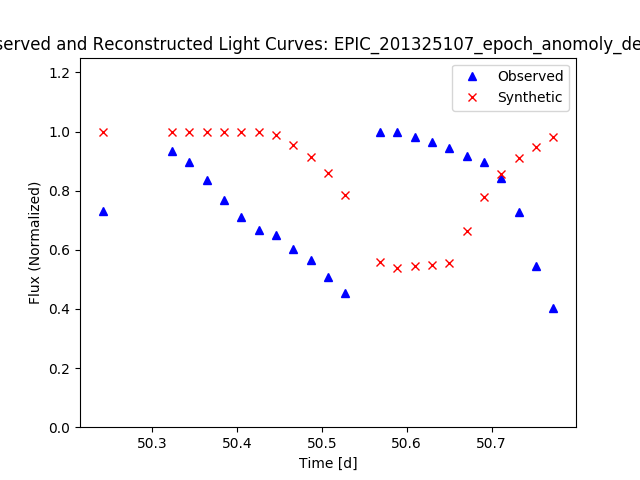 served and Reconstructed Light Curves: EPIC_201325107_epoch_anomoly_de
Observed
Synthetic
Flux (Normalized)
1.2
1.0
0.8
0.6
0.4
0.2
0.0
50.3 50.4 50.5 50.6 50.7
Time [d]